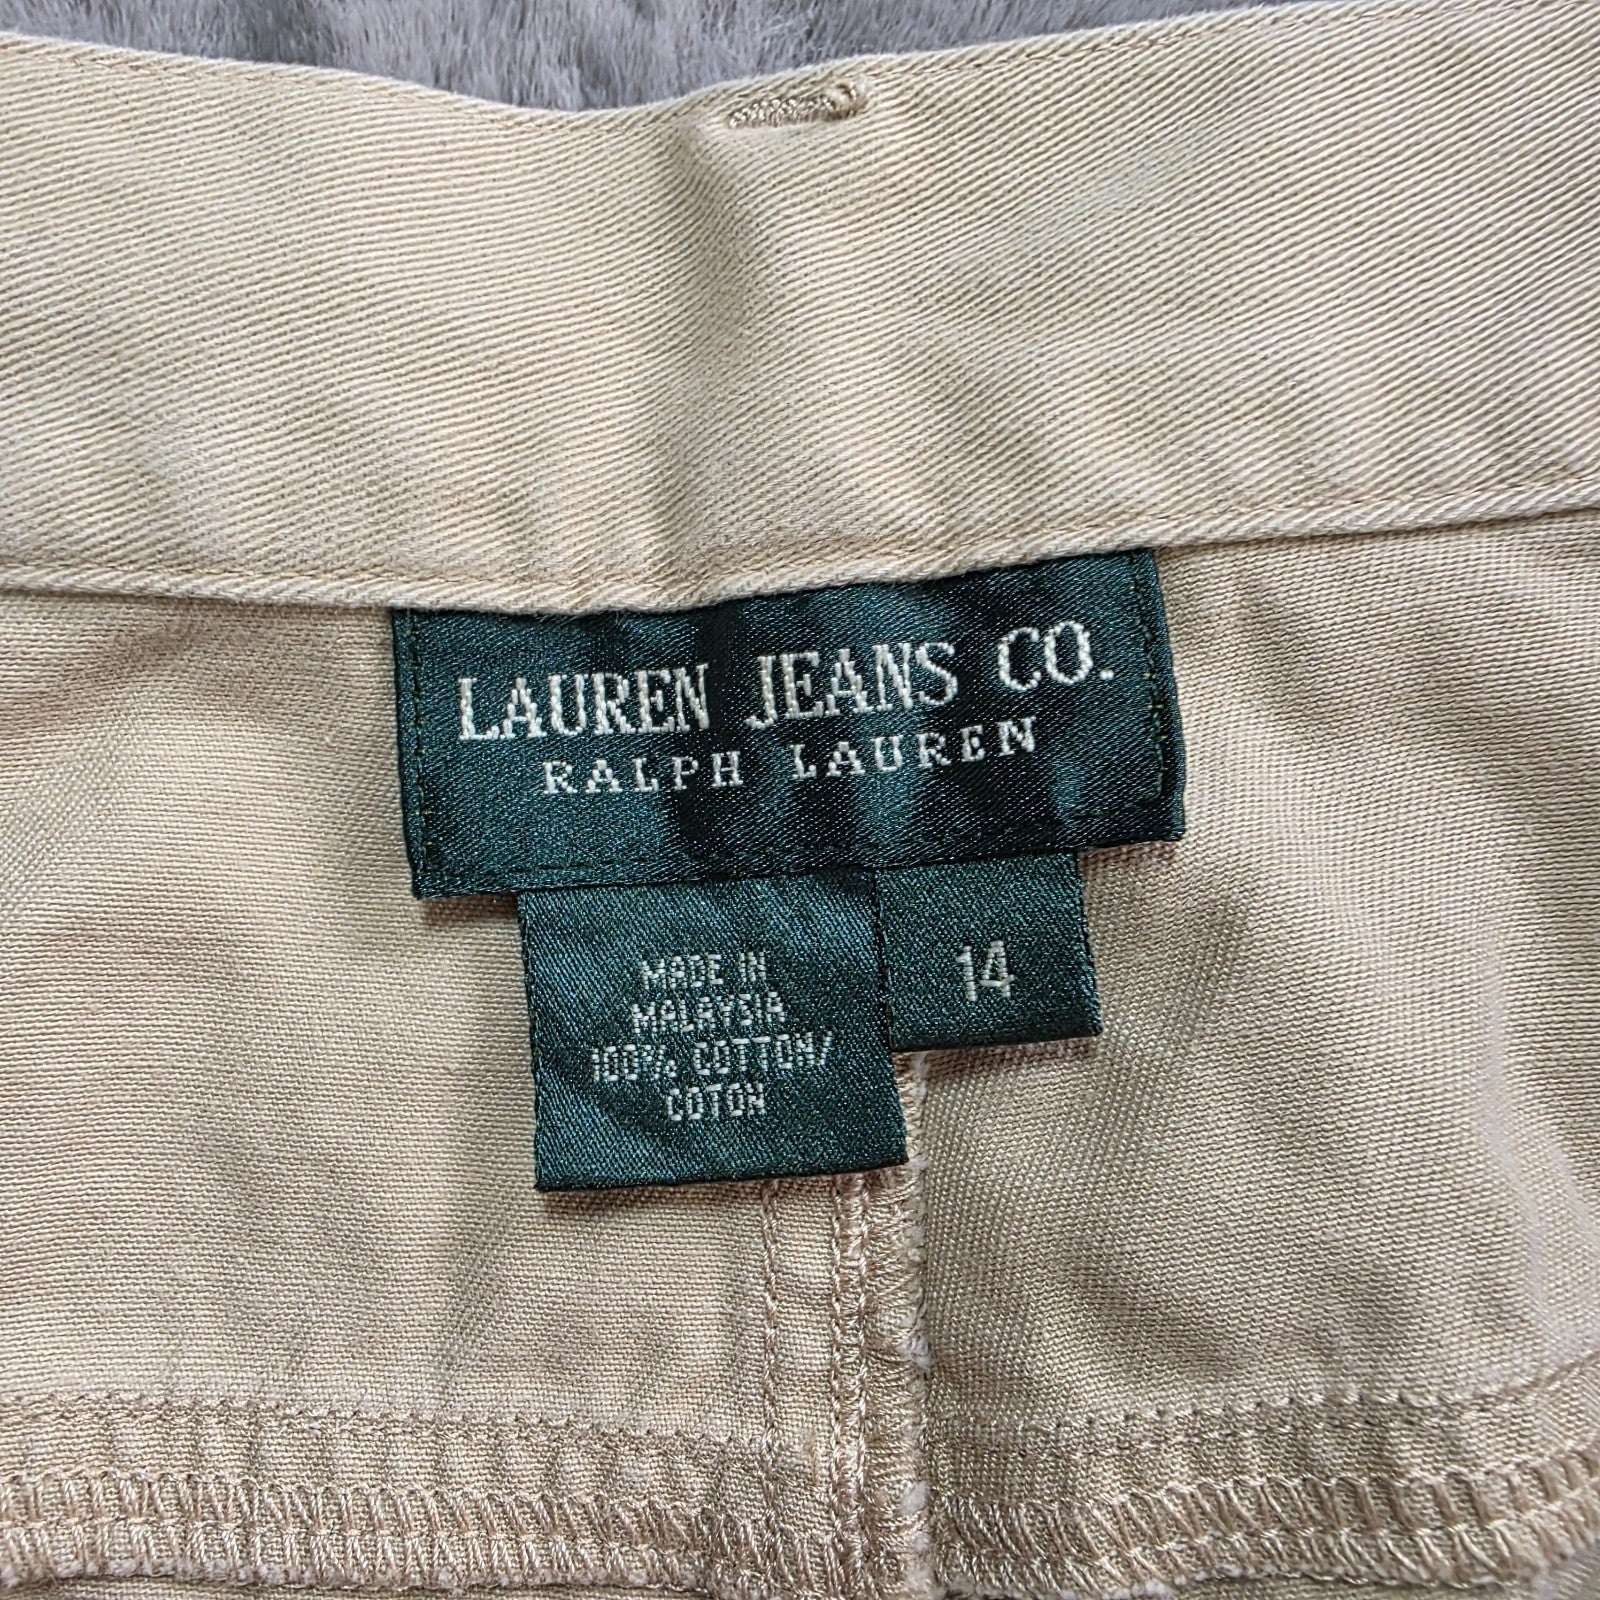 LAUREN JEANS CO.
RALPH LAUREN
MADE IN
MALAYSIA
100% COTTON/
COTON
14